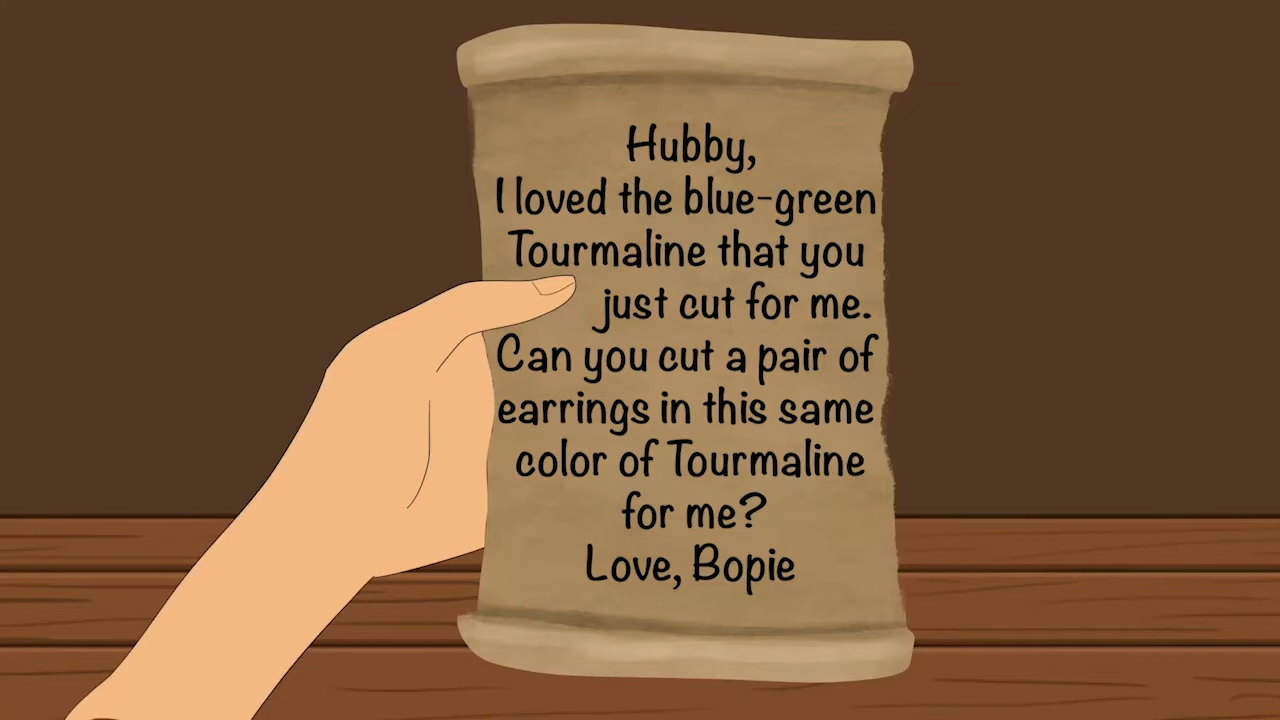 Hubby,
I loved the blue-green
Tourmaline that you
just cut for me.
Can you cut a pair of
earrings in this same
color of Tourmaline
for me?
Love, Bopie